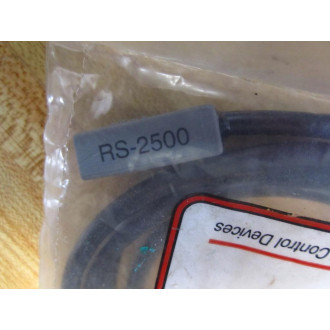 RS-2500
Control Devices